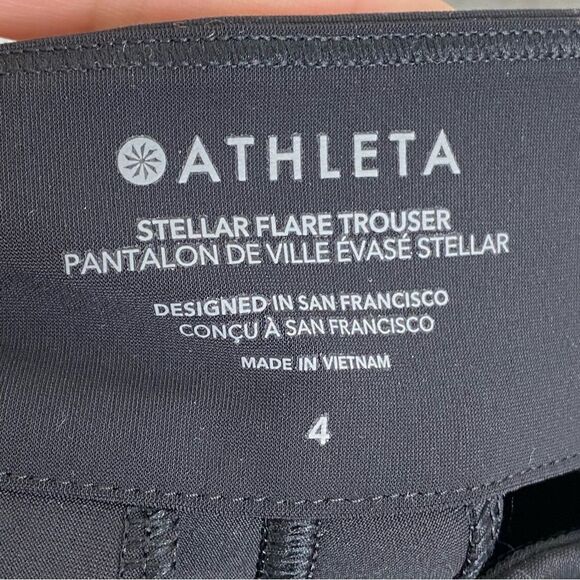 ATHLETA
STELLAR FLARE TROUSER
PANTALON DE VILLE ÉVASÉ STELLAR
DESIGNED IN SAN FRANCISCO
CONÇU À SAN FRANCISCO
MADE IN VIETNAM
4